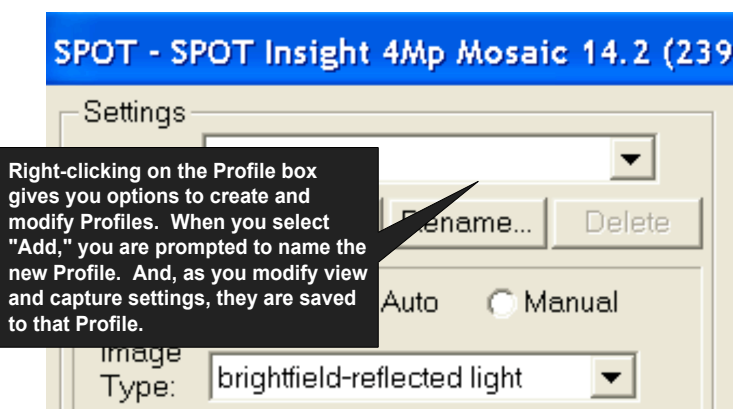 SPOT - SPOT Insight 4Mp Mosaic 14.2 (239
Settings
Right-clicking on the Profile box
gives you options to create and
modify Profiles. When you select
"Add," you are prompted to name the
new Profile. And, as you modify view
and capture settings, they are saved
to that Profile.
Rename... Delete
Auto Manual
Image
Type: brightfield-reflected light